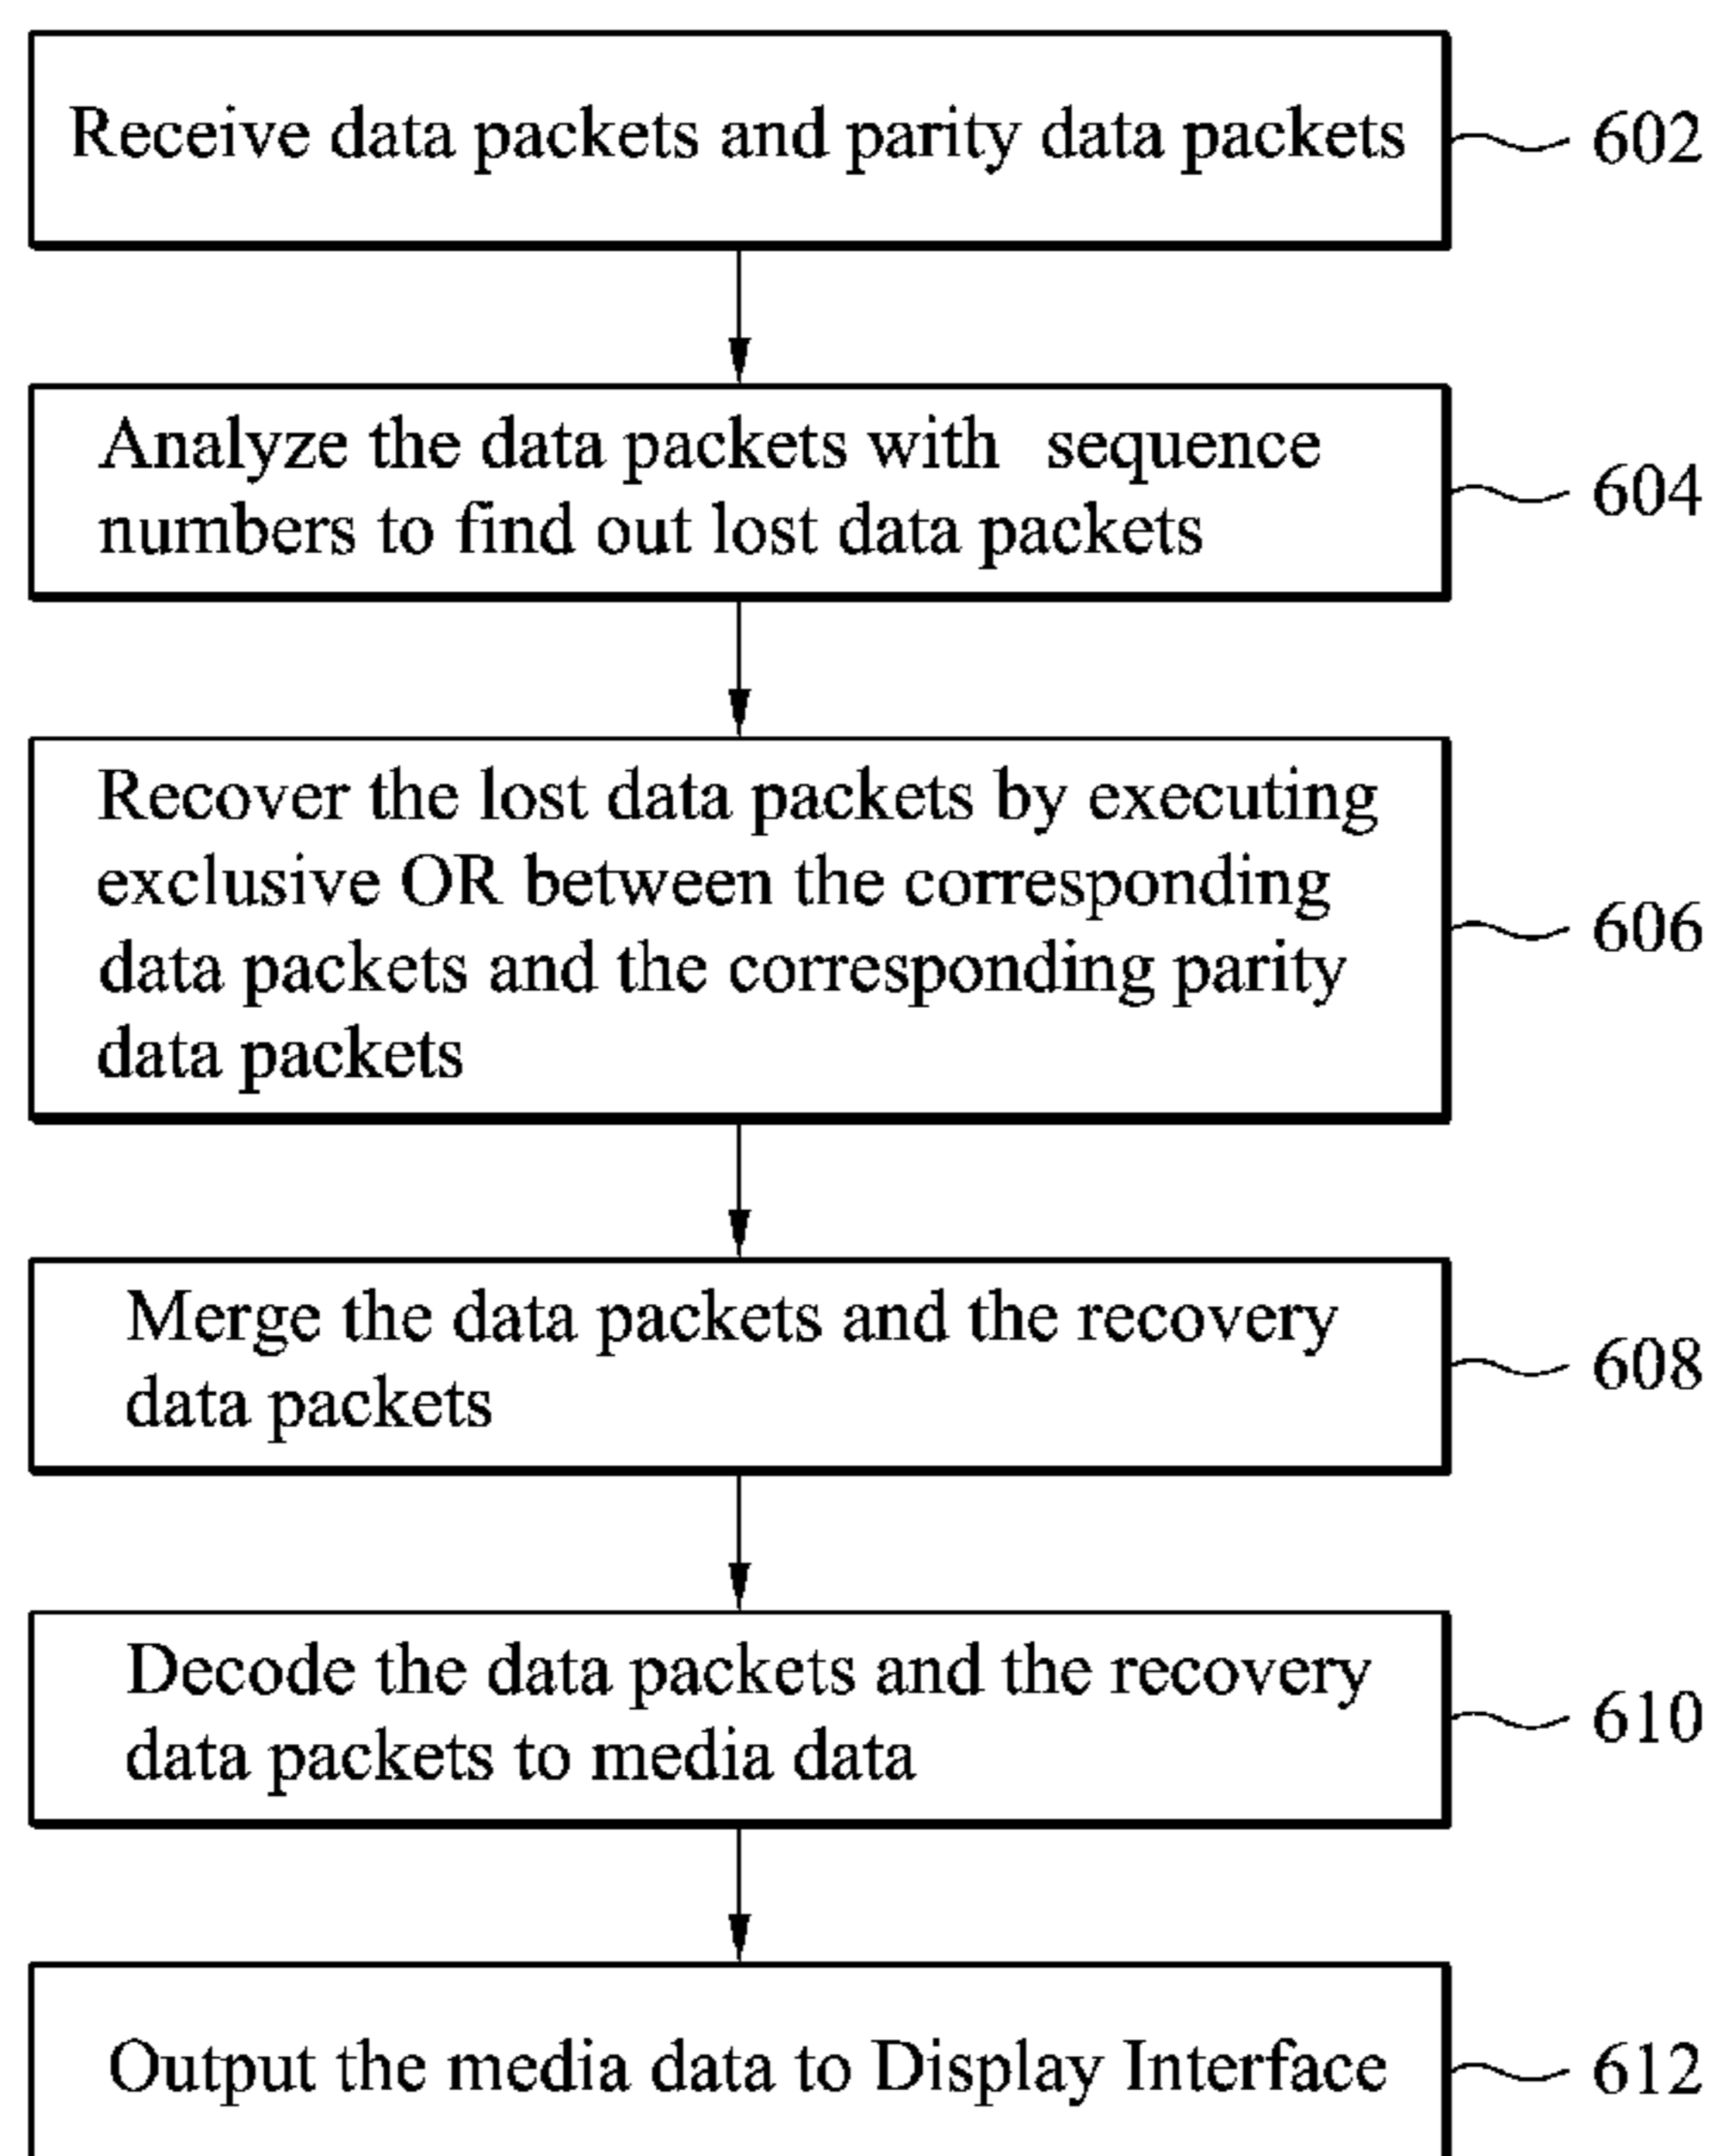 Receive data packets and parity data packets
602
Analyze the data packets with sequence
numbers to find out lost data packets
604
Recover the lost data packets by executing
exclusive OR between the corresponding
data packets and the corresponding parity
data packets
606
Merge the data packets and the recovery
data packets
608
Decode the data packets and the recovery
data packets to media data
610
Output the media data to Display Interface
612